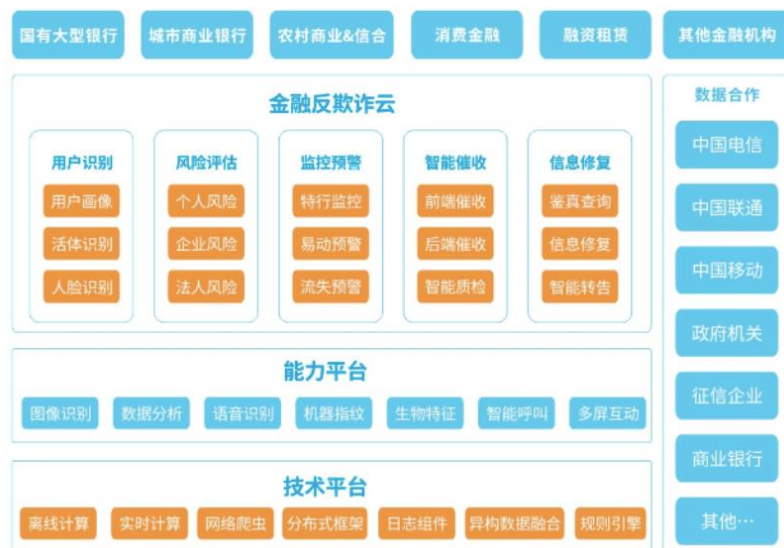 国有大型银行
城市商业银行
农村商业&信合
消费金融
融资租赁
其他金融机构
金融反欺诈云
用户识别
用户画像
活体识别
人脸识别
风险评估
个人风险
企业风险
法人风险
监控预警
特行监控
易动预警
流失预警
智能催收
前端催收
后端催收
智能质检
信息修复
鉴真查询
信息修复
智能转告
能力平台
图像识别
数据分析
语音识别
机器指纹
生物特征
智能呼叫
多屏互动
技术平台
离线计算
实时计算
网络爬虫
分布式框架
日志组件
异构数据融合
规则引擎
数据合作
中国电信
中国联通
中国移动
政府机关
征信企业
商业银行
其他…